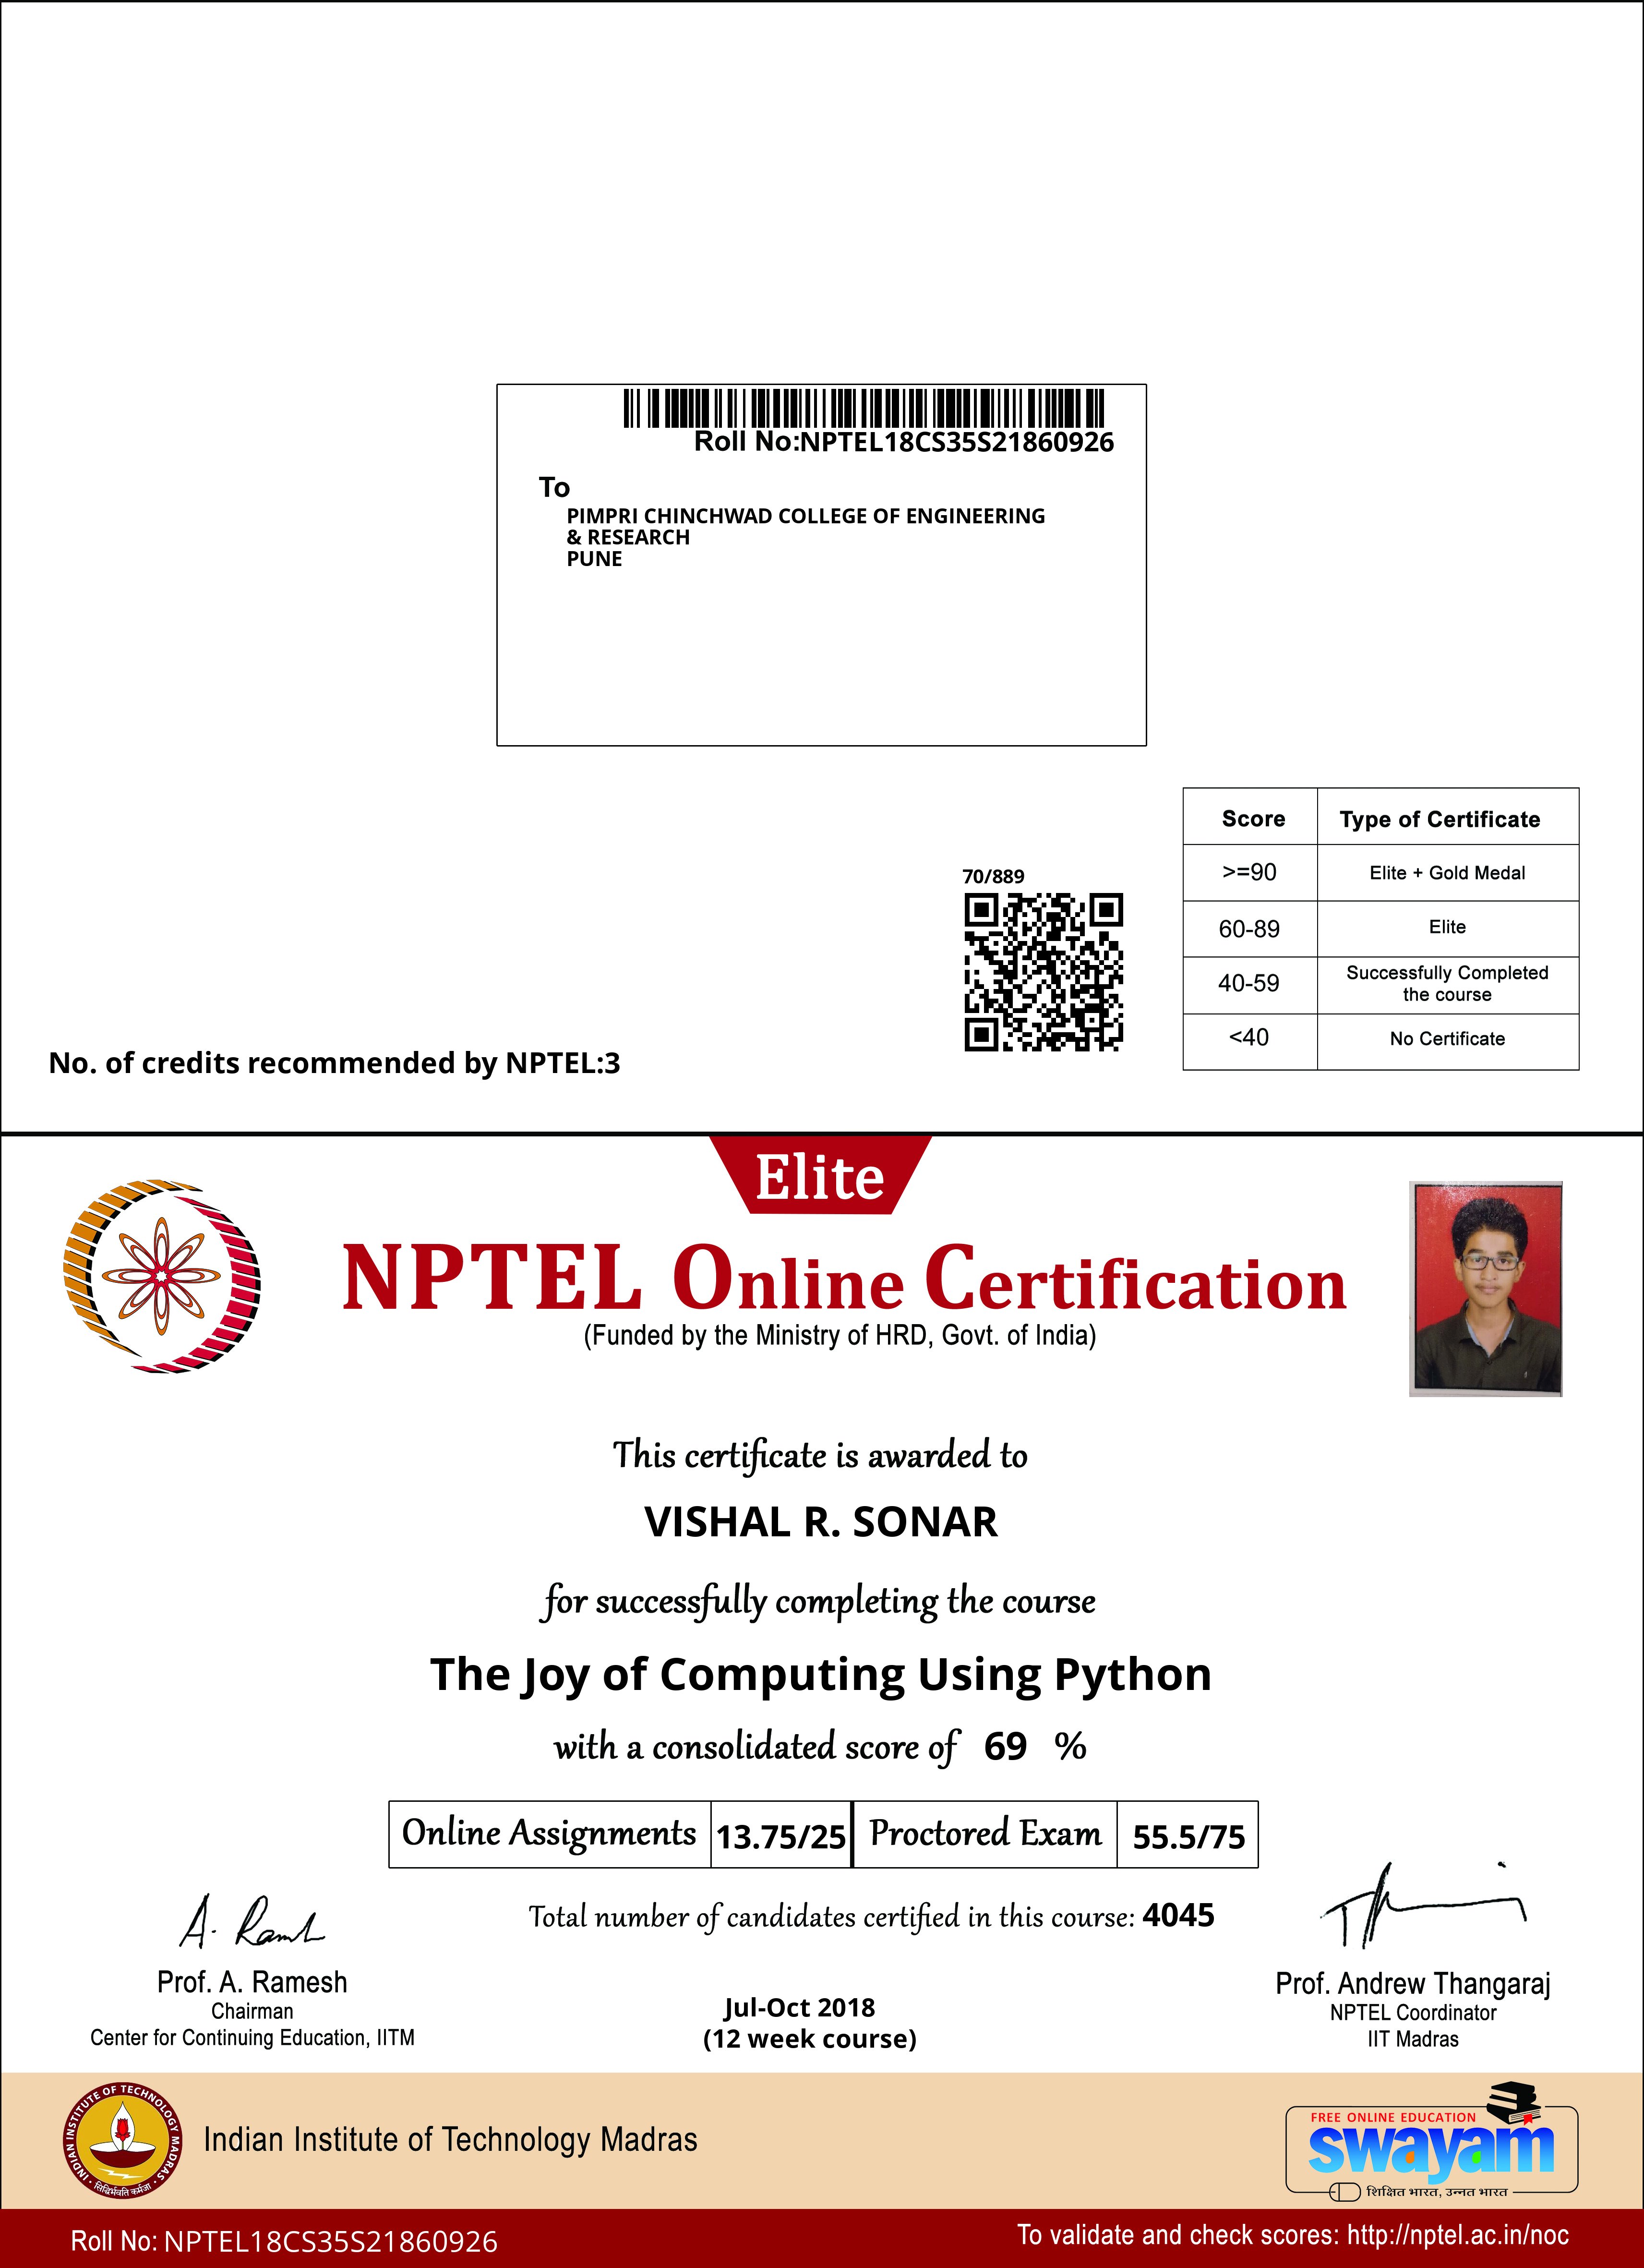 Roll No:NPTEL18CS35S21860926
To
PIMPRI CHINCHWAD COLLEGE OF ENGINEERING
& RESEARCH
PUNE
Score Type of Certificate
>=90 Elite + Gold Medal
60-89 Elite
40-59 Successfully Completed
the course
<40 No Certificate
70/889
No. of credits recommended by NPTEL:3
Elite
NPTEL Online Certification
(Funded by the Ministry of HRD, Govt. of India)
This certificate is awarded to
VISHAL R. SONAR
for successfully completing the course
The Joy of Computing Using Python
with a consolidated score of 69 %
Online Assignments 13.75/25 Proctored Exam 55.5/75
Total number of candidates certified in this course: 4045
A. Ramesh
Prof. A. Ramesh
Chairman
Center for Continuing Education, IITM
Jul-Oct 2018
(12 week course)
Prof. Andrew Thangaraj
NPTEL Coordinator
IIT Madras
INDIAN INSTITUTE OF TECHNOLOGY MADRAS
सिद्धिर्भवति कर्मजा
Indian Institute of Technology Madras
FREE ONLINE EDUCATION
swayam
शिक्षित भारत, उन्नत भारत
Roll No: NPTEL18CS35S21860926
To validate and check scores: http://nptel.ac.in/noc